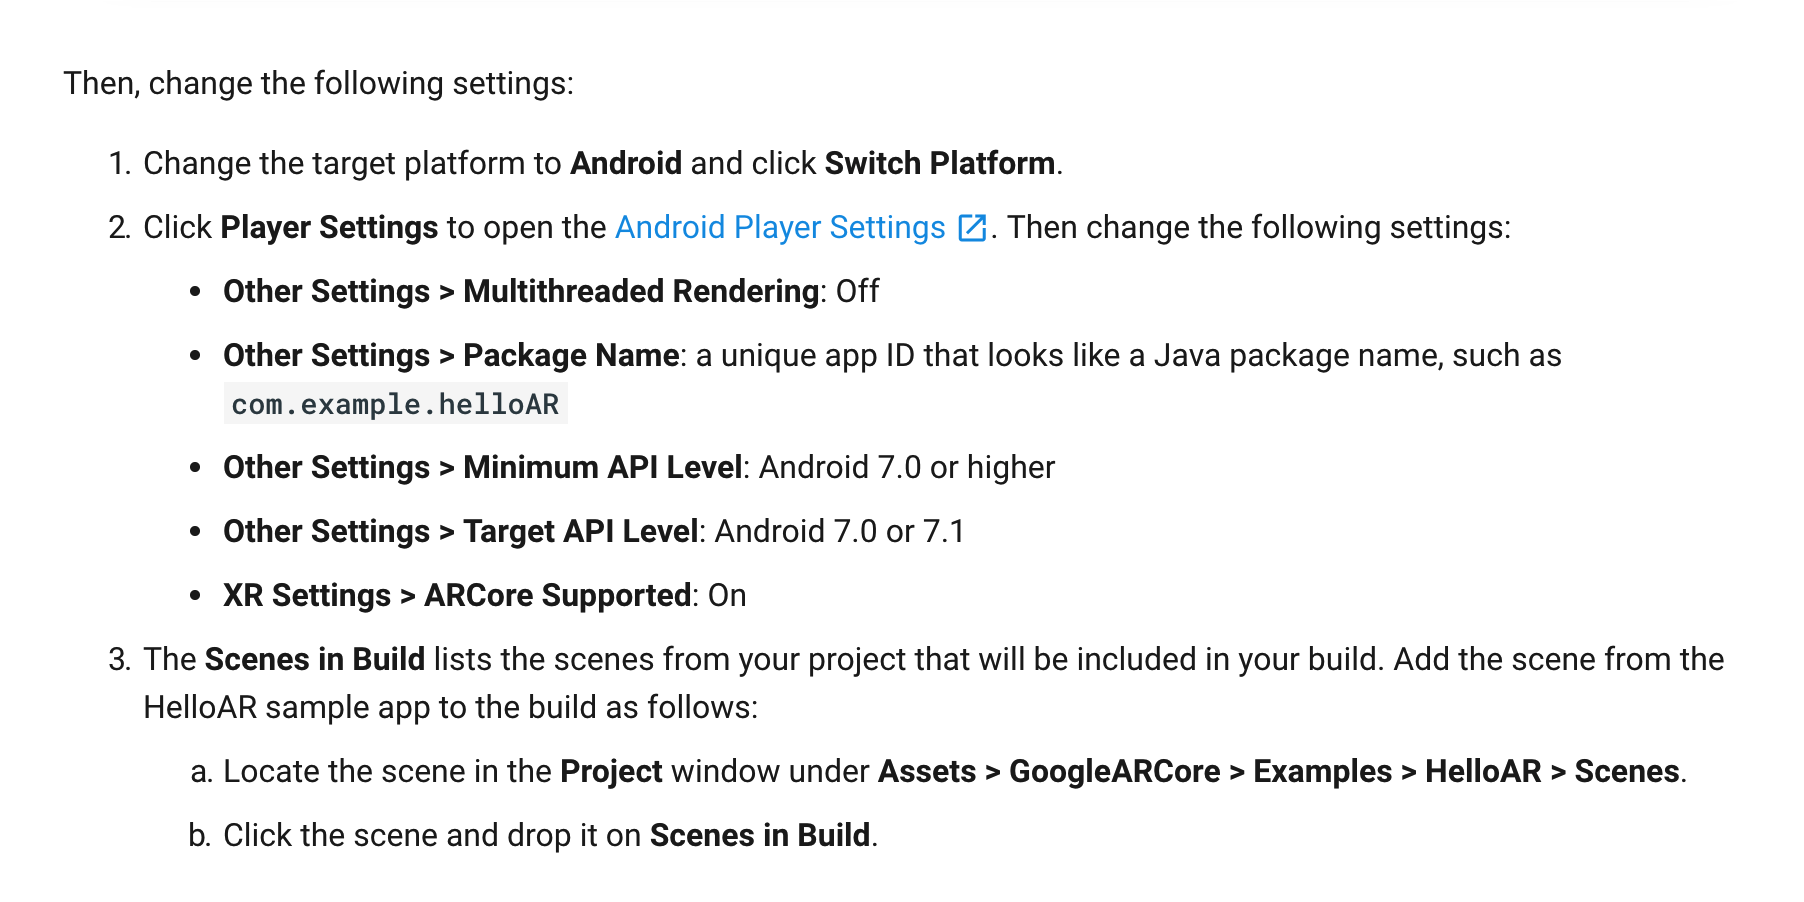 Then, change the following settings:
1. Change the target platform to Android and click Switch Platform.
2. Click Player Settings to open the Android Player Settings. Then change the following settings:
• Other Settings > Multithreaded Rendering: Off
• Other Settings > Package Name: a unique app ID that looks like a Java package name, such as
com.example.helloAR
• Other Settings > Minimum API Level: Android 7.0 or higher
• Other Settings > Target API Level: Android 7.0 or 7.1
• XR Settings > ARCore Supported: On
3. The Scenes in Build lists the scenes from your project that will be included in your build. Add the scene from the
HelloAR sample app to the build as follows:
a. Locate the scene in the Project window under Assets > GoogleARCore > Examples > HelloAR > Scenes.
b. Click the scene and drop it on Scenes in Build.